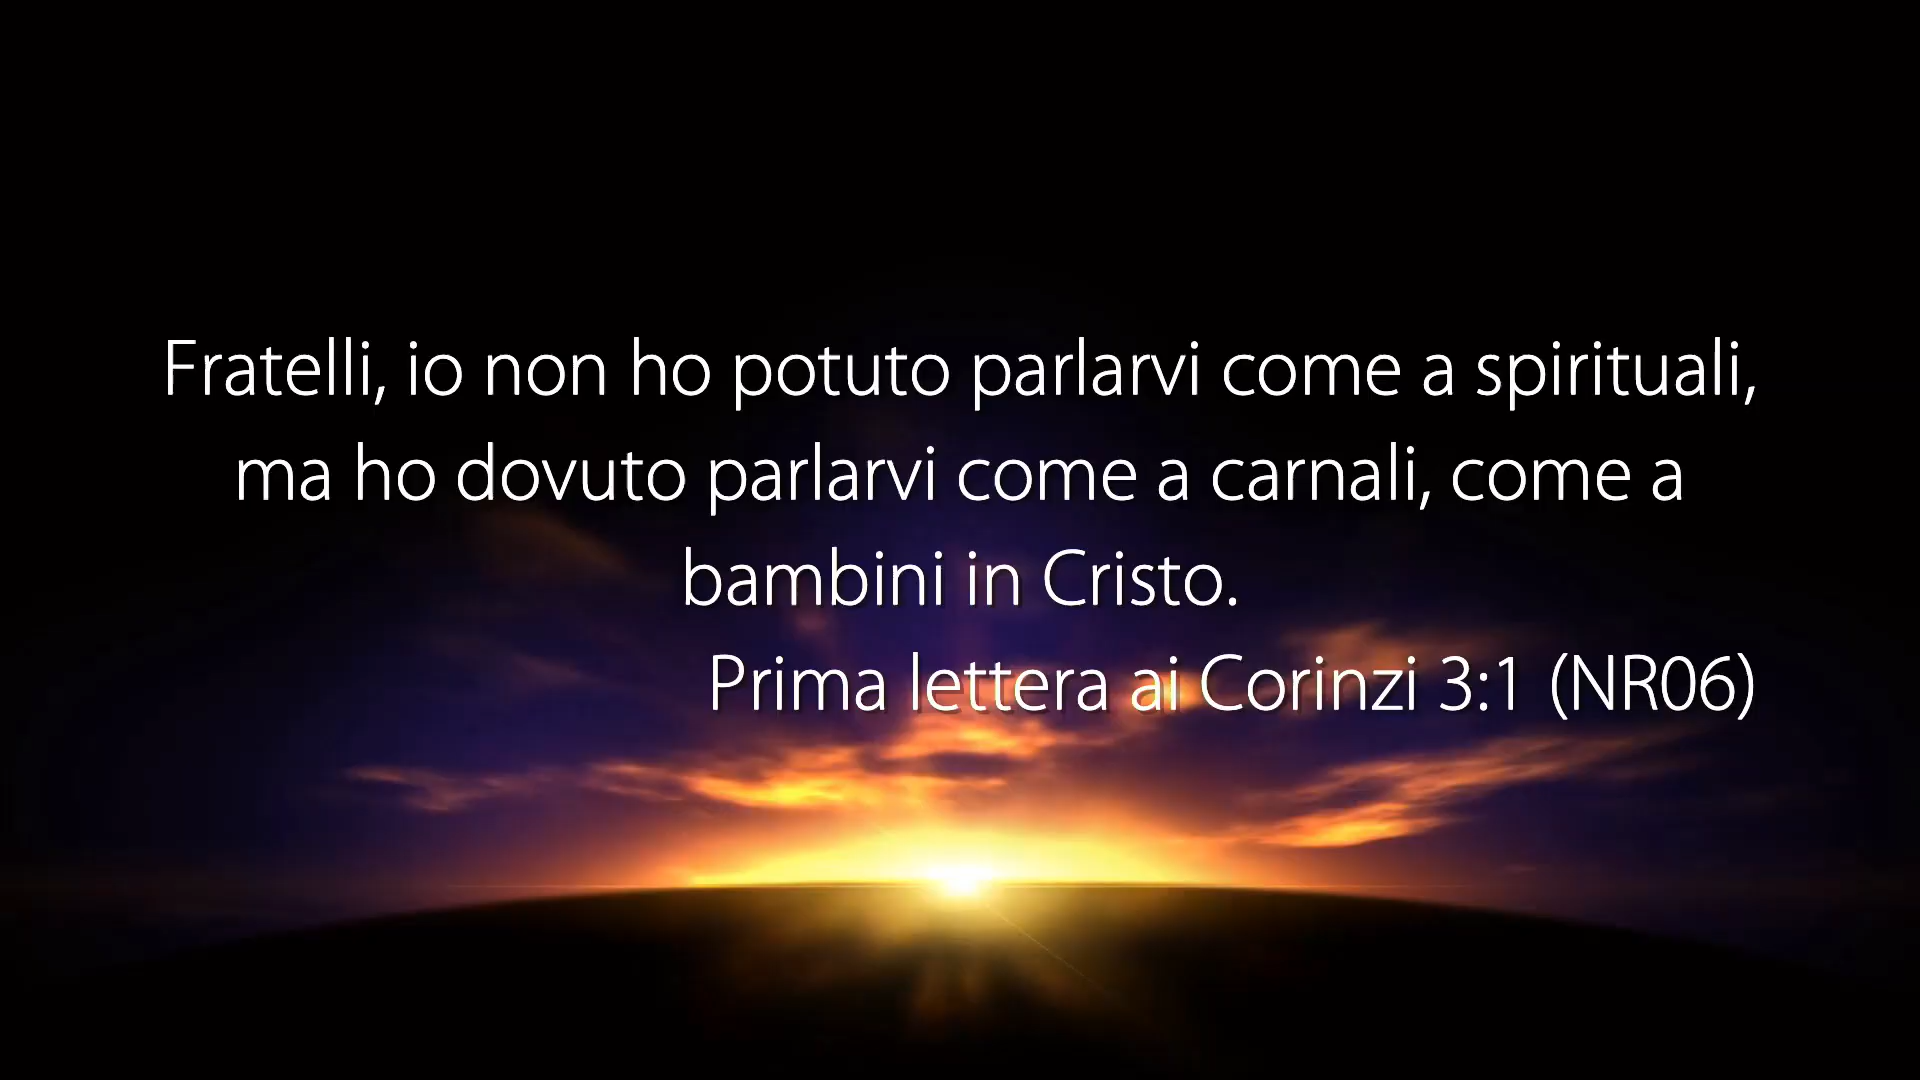 Fratelli, io non ho potuto parlarvi come a spirituali,
ma ho dovuto parlarvi come a carnali, come a
bambini in Cristo.
Prima lettera ai Corinzi 3:1 (NR06)